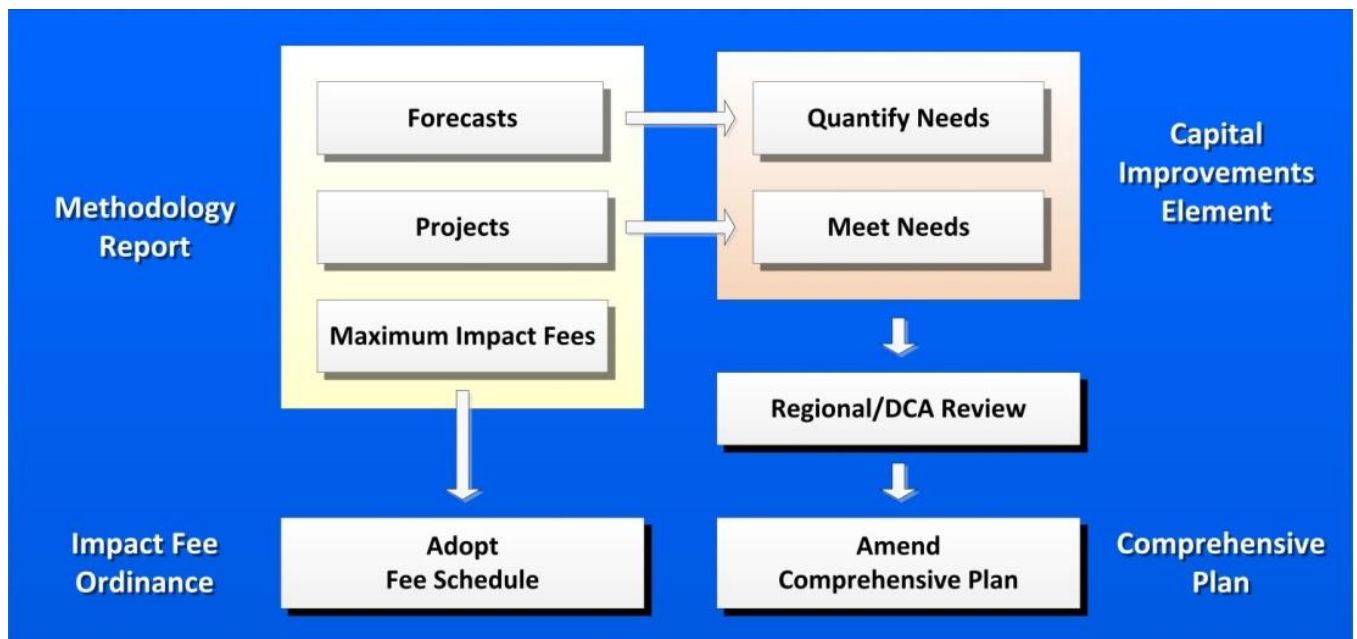 Methodology
Report
Forecasts
Projects
Maximum Impact Fees
Quantify Needs
Meet Needs
Capital
Improvements
Element
Regional/DCA Review
Impact Fee
Ordinance
Adopt
Fee Schedule
Amend
Comprehensive Plan
Comprehensive
Plan